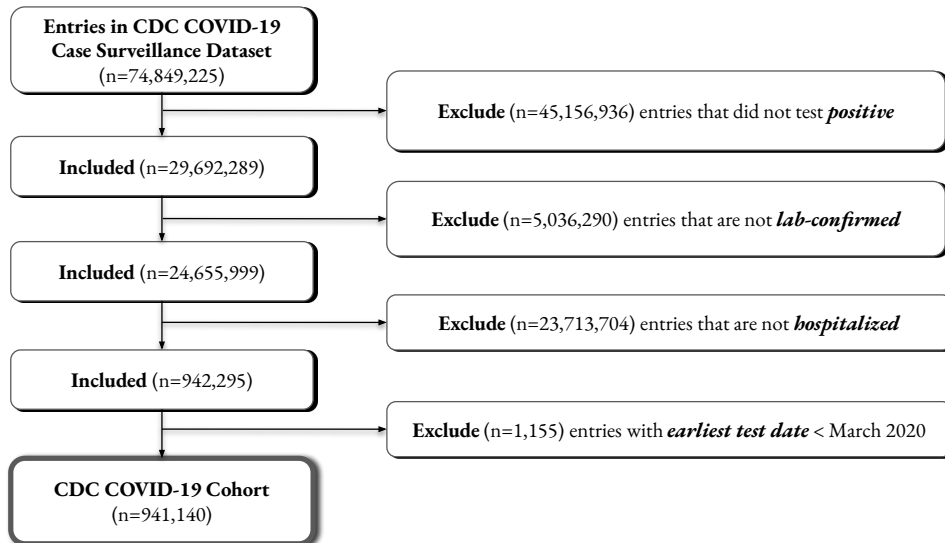 Entries in CDC COVID-19
Case Surveillance Dataset
(n=74,849,225)
Exclude (n=45,156,936) entries that did not test positive
Included (n=29,692,289)
Exclude (n=5,036,290) entries that are not lab-confirmed
Included (n=24,655,999)
Exclude (n=23,713,704) entries that are not hospitalized
Included (n=942,295)
Exclude (n=1,155) entries with earliest test date < March 2020
CDC COVID-19 Cohort
(n=941,140)